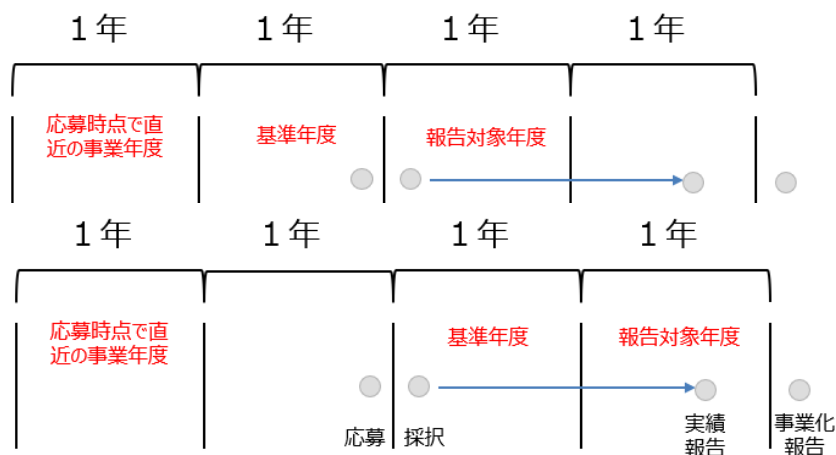 １年 １年 １年 １年
応募時点で直
近の事業年度
基準年度
報告対象年度
１年 １年 １年 １年
応募時点で直
近の事業年度
基準年度
報告対象年度
応募 採択
実績
報告
事業化
報告